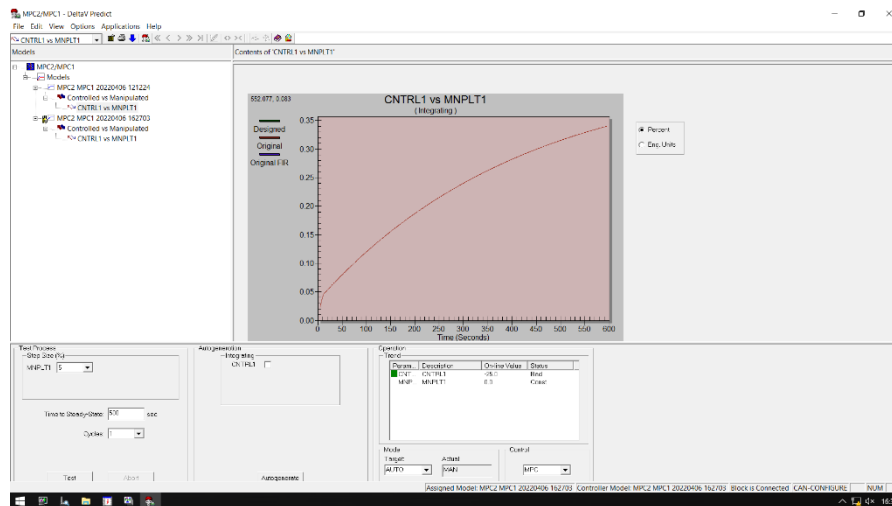 MPC2/MPC1 - DeltaV Predict
File Edit View Options Applications Help
CNTRL1 vs MNPLT1
Models
Contents of 'CNTRL1 vs MNPLT1'
MPC2/MPC1
Models
MPC2 MPC1 20220406 121224
Controlled vs Manipulated
CNTRL1 vs MNPLT1
MPC2 MPC1 20220406 162703
Controlled vs Manipulated
CNTRL1 vs MNPLT1
552.677, 0.083
CNTRL1 vs MNPLT1
( Integrating )
Designed
Original
Original FIR
0.35
0.30
0.25
0.20
0.15
0.10
0.05
0.00
0 50 100 150 200 250 300 350 400 450 500 550 600
Time (Seconds)
Percent
Eng. Units
Test Process
Step Size (%)
MNPLT1 5
Time to Steady-State: 500 sec
Cycles: 1
Test Abort
Autogeneration
Integrating
CNTRL1
Autogenerate
Operation
Trend
Param... Description On-line Value Status
CNT... CNTRL1 Bad
MNP... MNPLT1 Const
Mode
Target Actual
AUTO MAN
Control
MPC
Assigned Model: MPC2 MPC1 20220406 162703 Controller Model: MPC2 MPC1 20220406 162703 Block is Connected CAN-CONFIGURE NUM